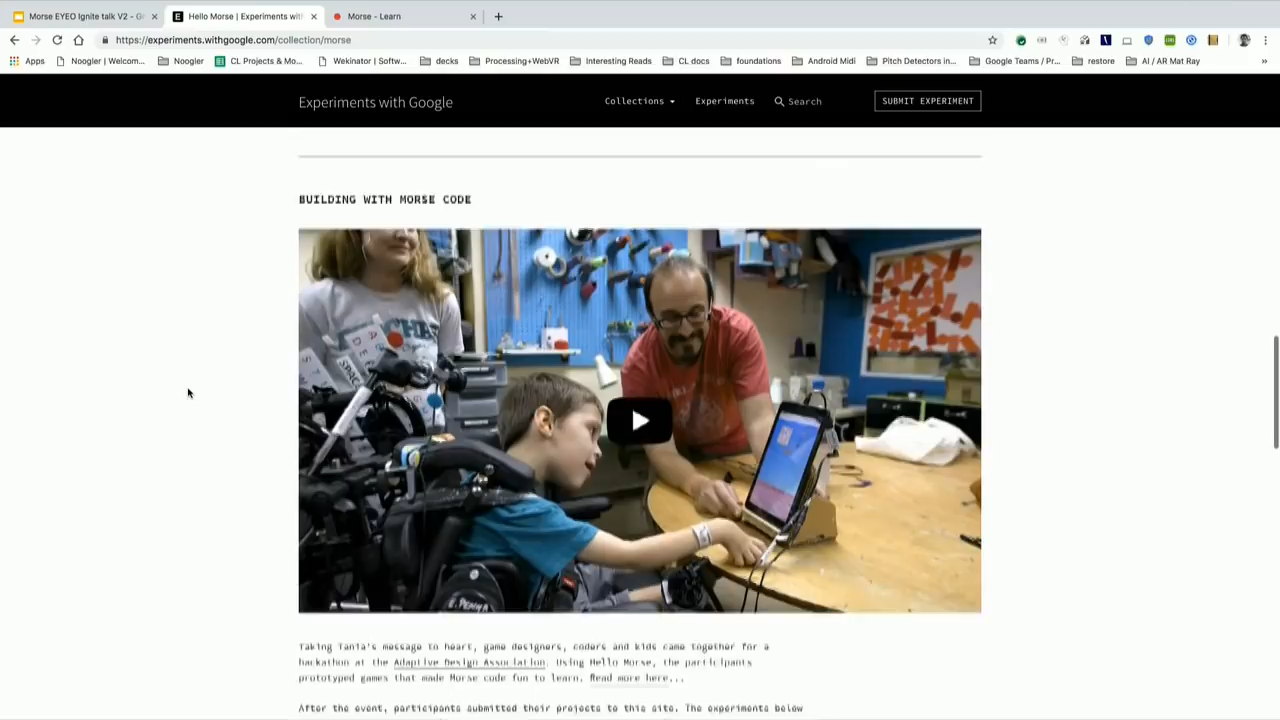 Morse EYEO Ignite talk V2 - G
Hello Morse | Experiments with
Morse - Learn
https://experiments.withgoogle.com/collection/morse
Apps
Noogler | Welcom...
Noogler
CL Projects & Mo...
Wekinator | Softw...
decks
Processing+WebVR
Interesting Reads
CL docs
foundations
Android Midi
Pitch Detectors in...
Google Teams / Pr...
restore
AI / AR Mat Ray
Experiments with Google
Collections
Experiments
Search
SUBMIT EXPERIMENT
BUILDING WITH MORSE CODE
Taking Tania's message to heart, game designers, coders and kids came together for a
hackathon at the Adaptive Design Association. Using Hello Morse, the participants
prototyped games that made Morse code fun to learn. Read more here...
After the event, participants submitted their projects to this site. The experiments below